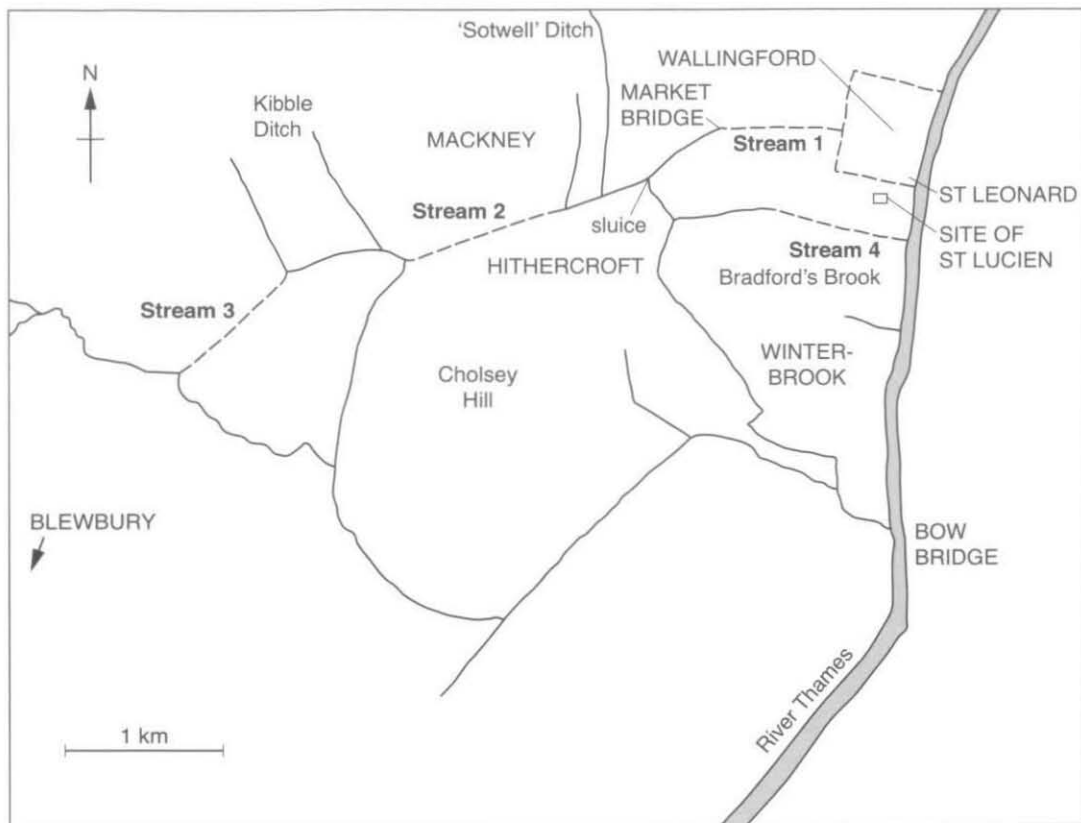 'Sotwell' Ditch
WALLINGFORD
N
Kibble
Ditch
MACKNEY
MARKET
BRIDGE
Stream 1
ST LEONARD
Stream 2
sluice
SITE OF
ST LUCIEN
HITHERCROFT
Stream 4
Bradford's Brook
Stream 3
WINTER-
BROOK
Cholsey
Hill
BLEWBURY
BOW
BRIDGE
River Thames
1 km